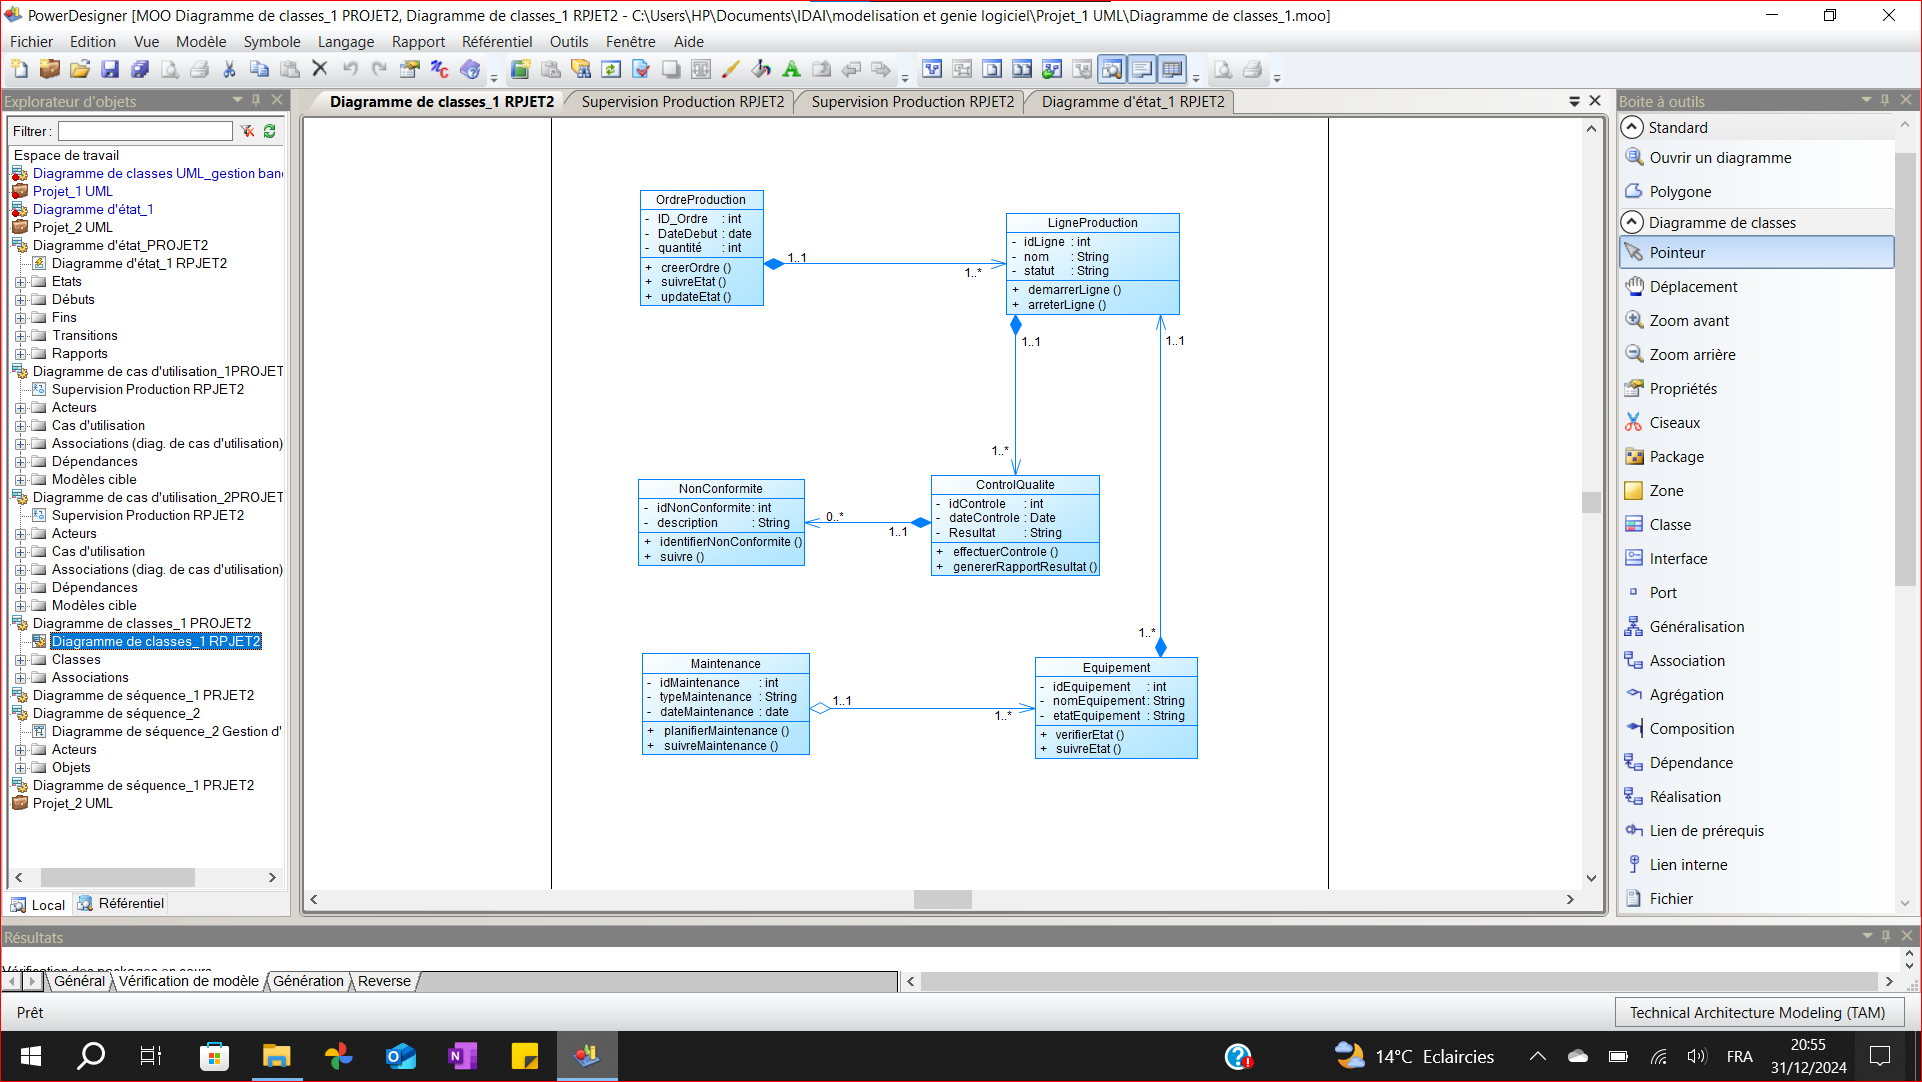 PowerDesigner [MOO Diagramme de classes_1 PROJET2, Diagramme de classes_1 RPJET2 - C:\Users\HP\Documents\IDAI\modelisation et genie logiciel\Projet_1 UML\Diagramme de classes_1.moo]
Fichier Edition Vue Modèle Symbole Langage Rapport Référentiel Outils Fenêtre Aide
Explorateur d'objets
Filtrer :
Espace de travail
Diagramme de classes UML_gestion ban
Projet_1 UML
Diagramme d'état_1
Projet_2 UML
Diagramme d'état_PROJET2
Diagramme d'état_1 RPJET2
Etats
Débuts
Fins
Transitions
Rapports
Diagramme de cas d'utilisation_1PROJET
Supervision Production RPJET2
Acteurs
Cas d'utilisation
Associations (diag. de cas d'utilisation)
Dépendances
Modèles cible
Diagramme de cas d'utilisation_2PROJET
Supervision Production RPJET2
Acteurs
Cas d'utilisation
Associations (diag. de cas d'utilisation)
Dépendances
Modèles cible
Diagramme de classes_1 PROJET2
Diagramme de classes_1 RPJET2
Classes
Associations
Diagramme de séquence_1 PRJET2
Diagramme de séquence_2
Diagramme de séquence_2 Gestion d'
Acteurs
Objets
Diagramme de séquence_1 PRJET2
Projet_2 UML
Local Référentiel
Diagramme de classes_1 RPJET2 Supervision Production RPJET2 Supervision Production RPJET2 Diagramme d'état_1 RPJET2
OrdreProduction
- ID_Ordre : int
- DateDebut : date
- quantité : int
+ creerOrdre ()
+ suivreEtat ()
+ updateEtat ()
1..1
1..*
LigneProduction
- idLigne : int
- nom : String
- statut : String
+ demarrerLigne ()
+ arreterLigne ()
1..1
1..1
1..*
NonConformite
- idNonConformite : int
- description : String
+ identifierNonConformite ()
+ suivre ()
0..*
1..1
ControlQualite
- idControle : int
- dateControle : Date
- Resultat : String
+ effectuerControle ()
+ genererRapportResultat ()
1..*
Maintenance
- idMaintenance : int
- typeMaintenance : String
- dateMaintenance : date
+ planifierMaintenance ()
+ suivreMaintenance ()
1..1
1..*
Equipement
- idEquipement : int
- nomEquipement : String
- etatEquipement : String
+ verifierEtat ()
+ suivreEtat ()
Boite à outils
Standard
Ouvrir un diagramme
Polygone
Diagramme de classes
Pointeur
Déplacement
Zoom avant
Zoom arrière
Propriétés
Ciseaux
Package
Zone
Classe
Interface
Port
Généralisation
Association
Agrégation
Composition
Dépendance
Réalisation
Lien de prérequis
Lien interne
Fichier
Résultats
Vérification des packages en cours
Général Vérification de modèle Génération Reverse
Prêt
Technical Architecture Modeling (TAM)
14°C Eclaircies
FRA
20:55
31/12/2024